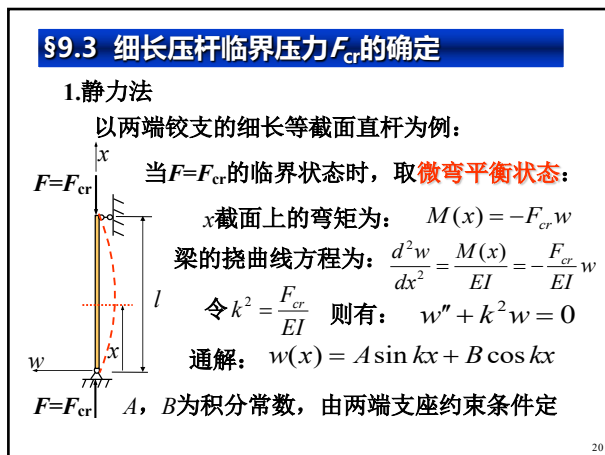 §9.3 细长压杆临界压力Fcr的确定
1.静力法
以两端铰支的细长等截面直杆为例：
x
F=Fcr
当F=Fcr的临界状态时，取微弯平衡状态：
x截面上的弯矩为： M(x) = −Fcr w
梁的挠曲线方程为： d²w/dx² = M(x)/EI = −Fcr/EI w
l
令 k² = Fcr/EI 则有： w″ + k²w = 0
x
w
通解： w(x) = A sin kx + B cos kx
F=Fcr
A，B为积分常数，由两端支座约束条件定
20